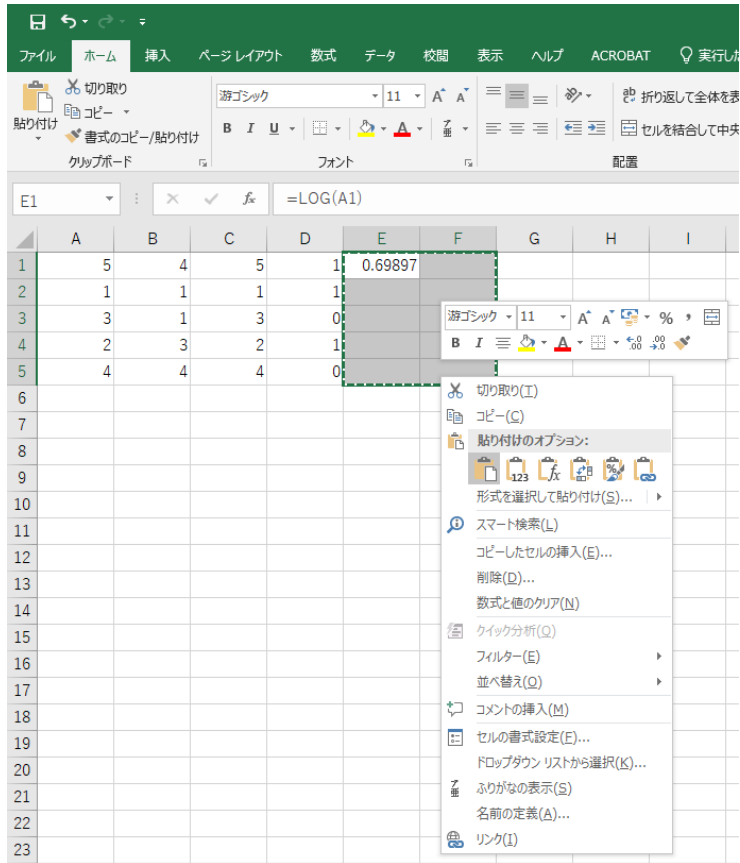 ファイル ホーム 挿入 ページ レイアウト 数式 データ 校閲 表示 ヘルプ ACROBAT 実行した
貼り付け
切り取り
コピー
書式のコピー/貼り付け
クリップボード
游ゴシック 11 A A
B I U A ア亜
フォント
ab 折り返して全体を表
セルを結合して中央
配置
E1 fx =LOG(A1)
A B C D E F G H I
1 5 4 5 1 0.69897
2 1 1 1 1
3 3 1 3 0
4 2 3 2 1
5 4 4 4 0
6
7
8
9
10
11
12
13
14
15
16
17
18
19
20
21
22
23
游ゴシック 11 A A % ,
B I A .00 .00
切り取り(T)
コピー(C)
貼り付けのオプション:
123 fx %
形式を選択して貼り付け(S)...
スマート検索(L)
コピーしたセルの挿入(E)...
削除(D)...
数式と値のクリア(N)
クイック分析(Q)
フィルター(E)
並べ替え(O)
コメントの挿入(M)
セルの書式設定(F)...
ドロップダウン リストから選択(K)...
ふりがなの表示(S)
名前の定義(A)...
リンク(I)